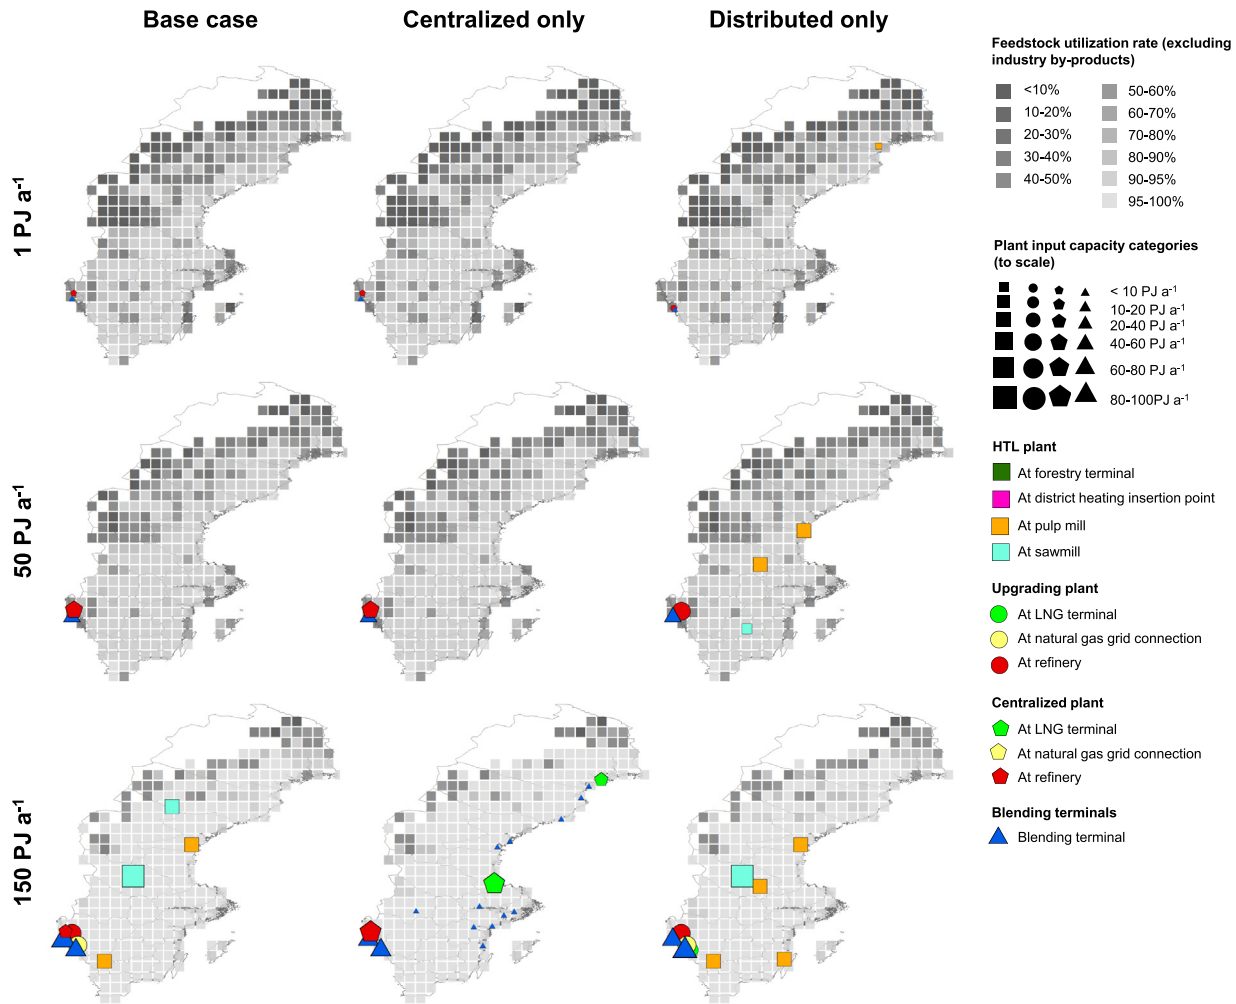 Base case
Centralized only
Distributed only
1 PJ a⁻¹
50 PJ a⁻¹
150 PJ a⁻¹
Feedstock utilization rate (excluding
industry by-products)
<10%
10-20%
20-30%
30-40%
40-50%
50-60%
60-70%
70-80%
80-90%
90-95%
95-100%
Plant input capacity categories
(to scale)
< 10 PJ a⁻¹
10-20 PJ a⁻¹
20-40 PJ a⁻¹
40-60 PJ a⁻¹
60-80 PJ a⁻¹
80-100PJ a⁻¹
HTL plant
At forestry terminal
At district heating insertion point
At pulp mill
At sawmill
Upgrading plant
At LNG terminal
At natural gas grid connection
At refinery
Centralized plant
At LNG terminal
At natural gas grid connection
At refinery
Blending terminals
Blending terminal